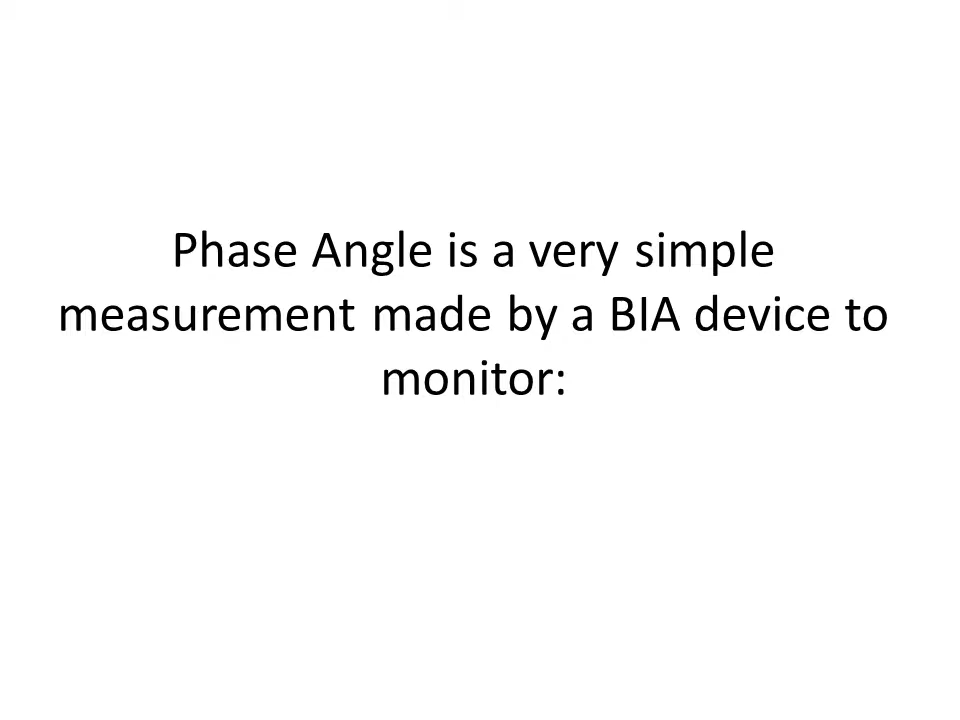 Phase Angle is a very simple
measurement made by a BIA device to
monitor: